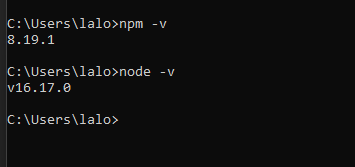 C:\Users\lalo>npm -v
8.19.1
C:\Users\lalo>node -v
v16.17.0
C:\Users\lalo>